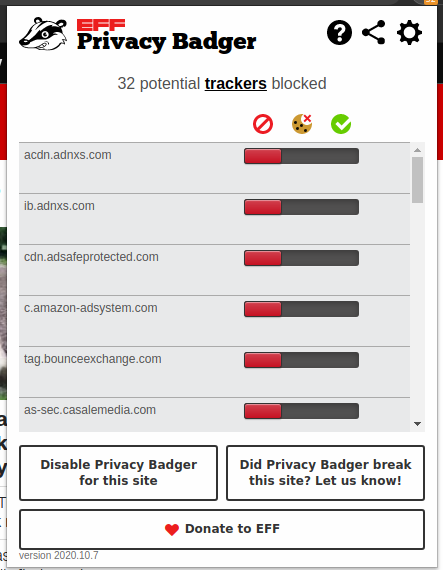 EFF
Privacy Badger
32 potential trackers blocked
acdn.adnxs.com
ib.adnxs.com
cdn.adsafeprotected.com
c.amazon-adsystem.com
tag.bounceexchange.com
as-sec.casalemedia.com
Disable Privacy Badger
for this site
Did Privacy Badger break
this site? Let us know!
Donate to EFF
version 2020.10.7